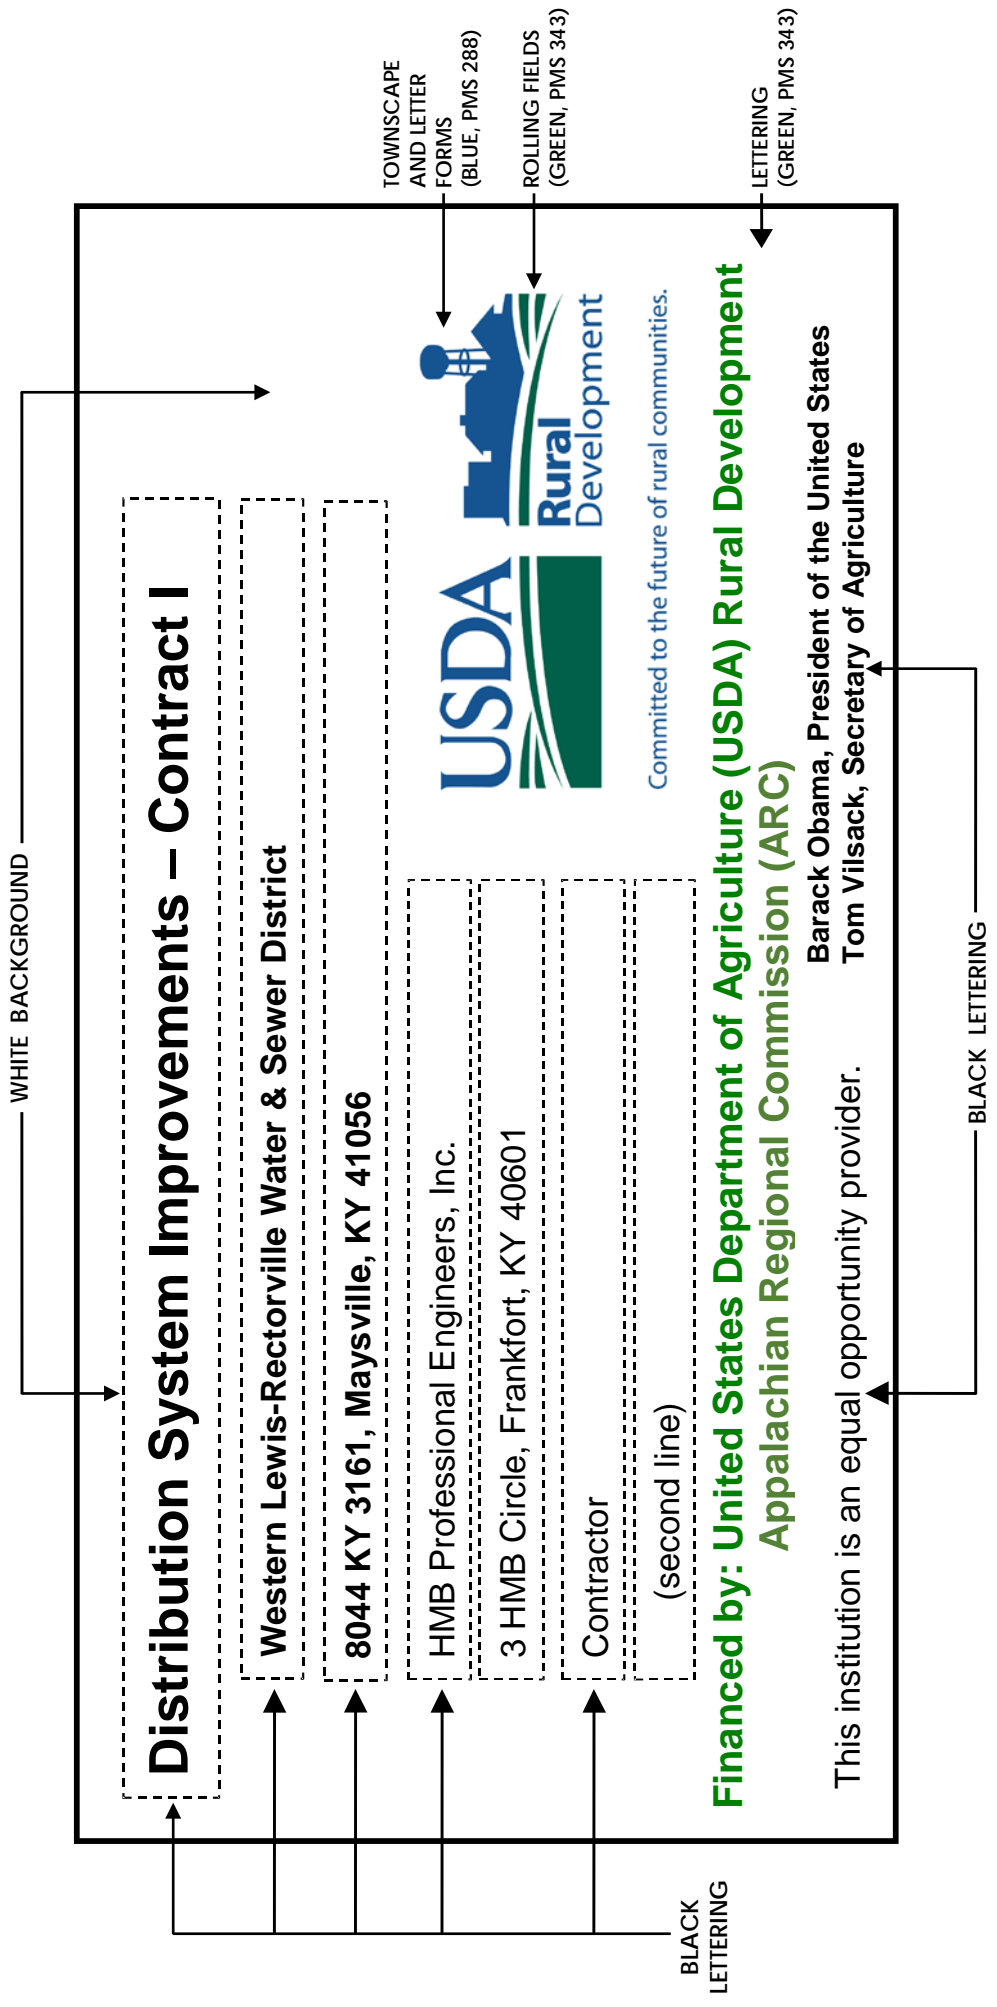 WHITE BACKGROUND
Distribution System Improvements – Contract I
Western Lewis-Rectorville Water & Sewer District
8044 KY 3161, Maysville, KY 41056
HMB Professional Engineers, Inc.
3 HMB Circle, Frankfort, KY 40601
Contractor
(second line)
USDA
Rural
Development
Committed to the future of rural communities.
Financed by: United States Department of Agriculture (USDA) Rural Development
Appalachian Regional Commission (ARC)
Barack Obama, President of the United States
Tom Vilsack, Secretary of Agriculture
This institution is an equal opportunity provider.
BLACK
LETTERING
TOWNSCAPE
AND LETTER
FORMS
(BLUE, PMS 288)
ROLLING FIELDS
(GREEN, PMS 343)
LETTERING
(GREEN, PMS 343)
BLACK LETTERING